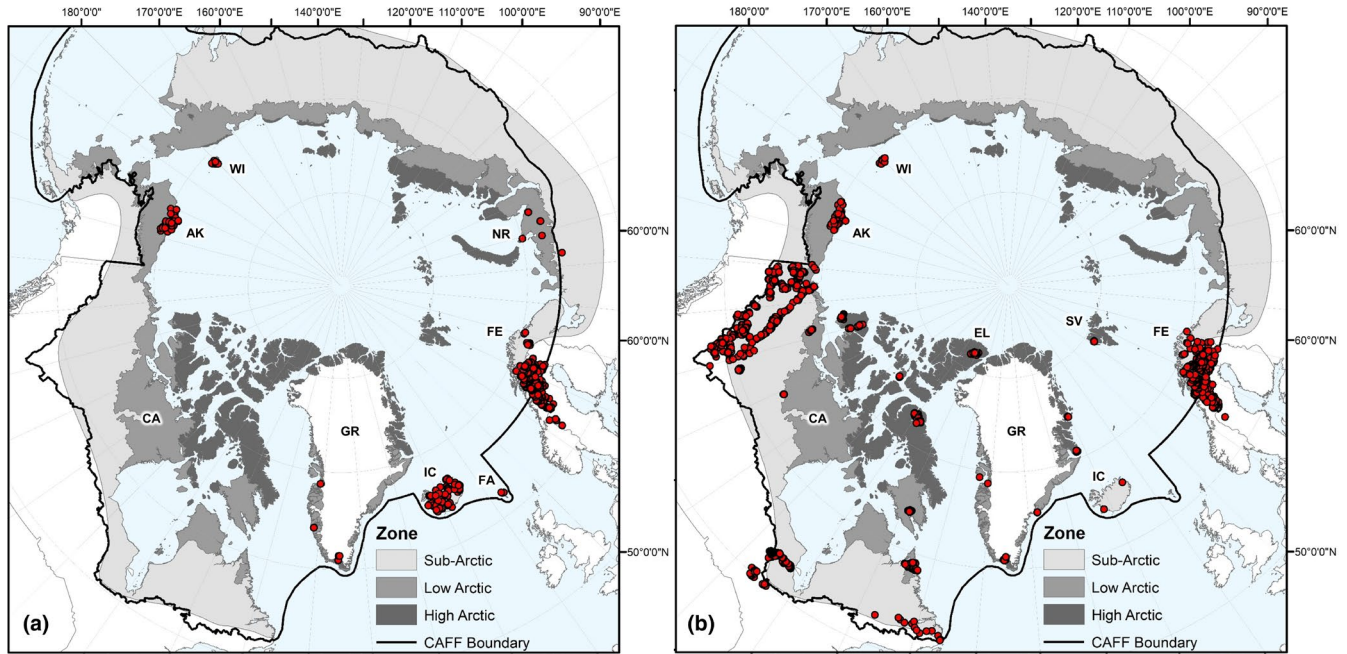 180°0'0" 170°0'0"W 160°0'0"W 140°0'0"W 120°0'0"W 110°0'0"W 100°0'0"W 90°0'0"W
WI
AK
NR
60°0'0"N
FE
60°0'0"N
CA
GR
IC
FA
50°0'0"N
Zone
Sub-Arctic
Low Arctic
High Arctic
CAFF Boundary
(a)
180°0'0" 170°0'0"W 160°0'0"W 140°0'0"W 120°0'0"W 110°0'0"W 100°0'0"W 90°0'0"W
WI
AK
60°0'0"N
SV
FE
EL
60°0'0"N
CA
GR
IC
50°0'0"N
Zone
Sub-Arctic
Low Arctic
High Arctic
CAFF Boundary
(b)